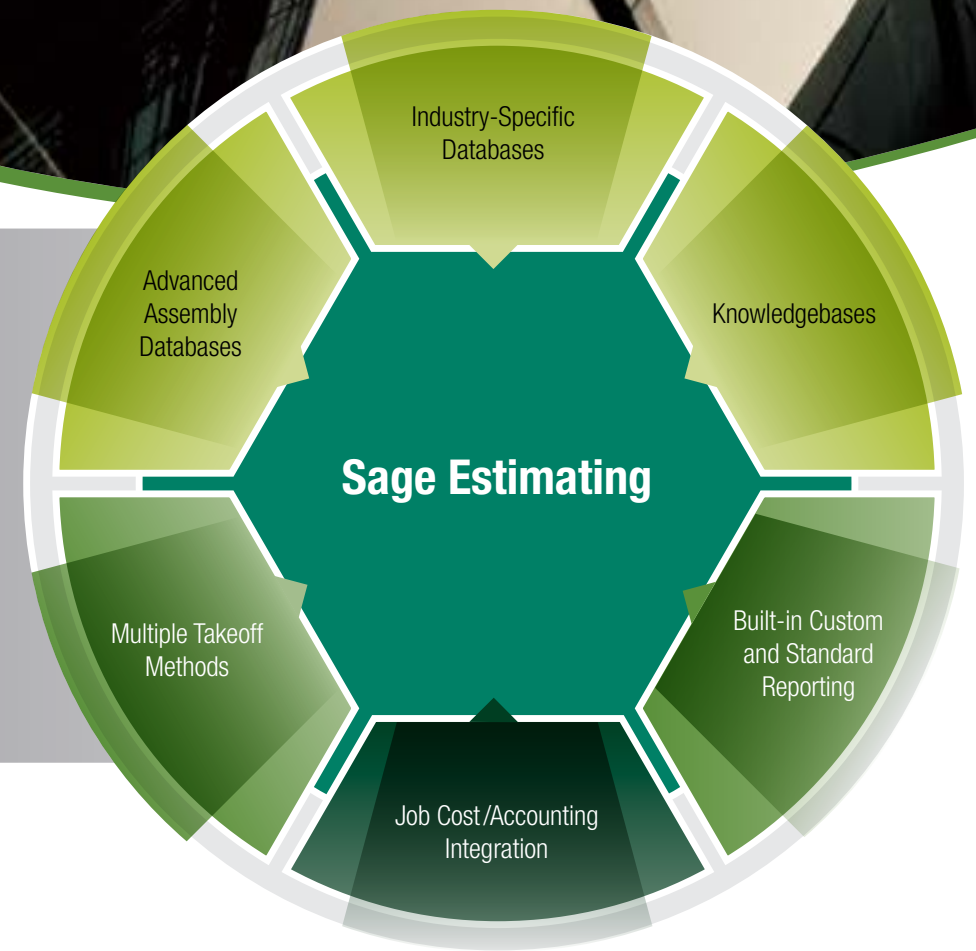 Industry-Specific
Databases
Knowledgebases
Built-in Custom
and Standard
Reporting
Job Cost/Accounting
Integration
Multiple Takeoff
Methods
Advanced
Assembly
Databases
Sage Estimating